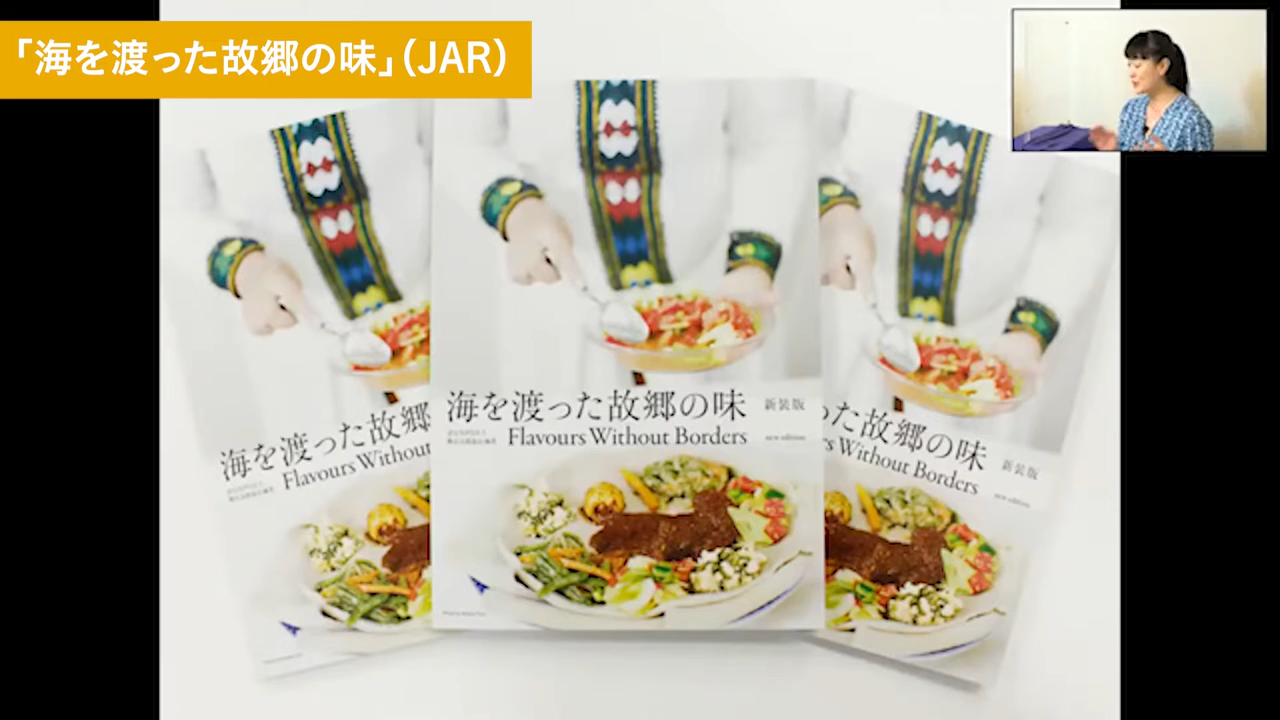 「海を渡った故郷の味」(JAR)
海を渡った故郷の味 新装版
Flavours Without Borders new edition
海を渡った故郷
Flavours Without
った故郷の味 新装版
rs Without Borders new edition